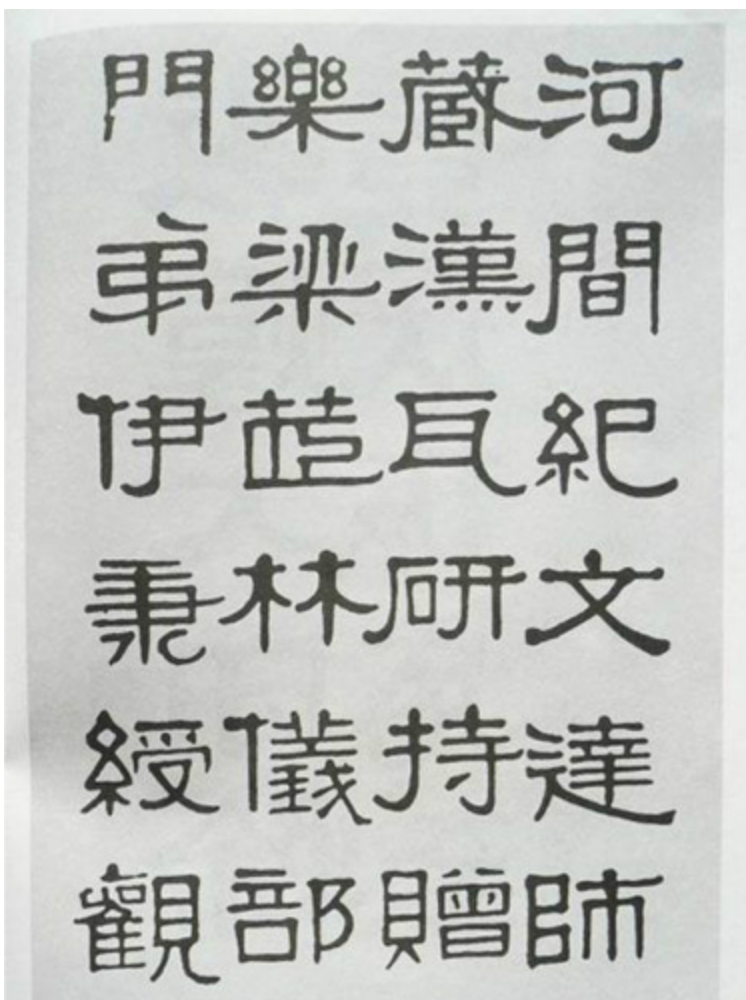 河間紀文達師
藏漢瓦研持贈
樂梁茝林儀部
門弟伊秉綬觀